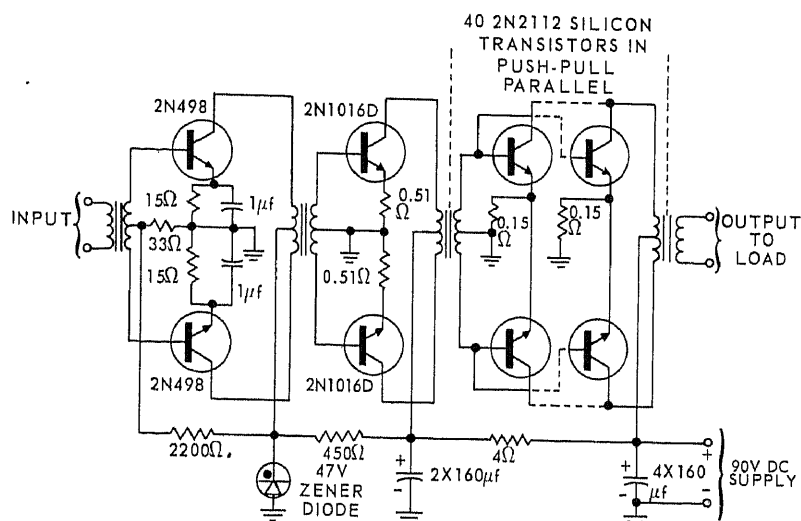 40 2N2112 SILICON
TRANSISTORS IN
PUSH-PULL
PARALLEL
2N498
2N1016D
INPUT
15Ω
1μf
33Ω
15Ω
1μf
0.51
Ω
0.51Ω
0.15
Ω
0.15
Ω
OUTPUT
TO
LOAD
2N498
2N1016D
2200Ω.
450Ω
4Ω
47V
ZENER
DIODE
+
2X160μf
-
+
4X160
μf
-
+
-
90V DC
SUPPLY